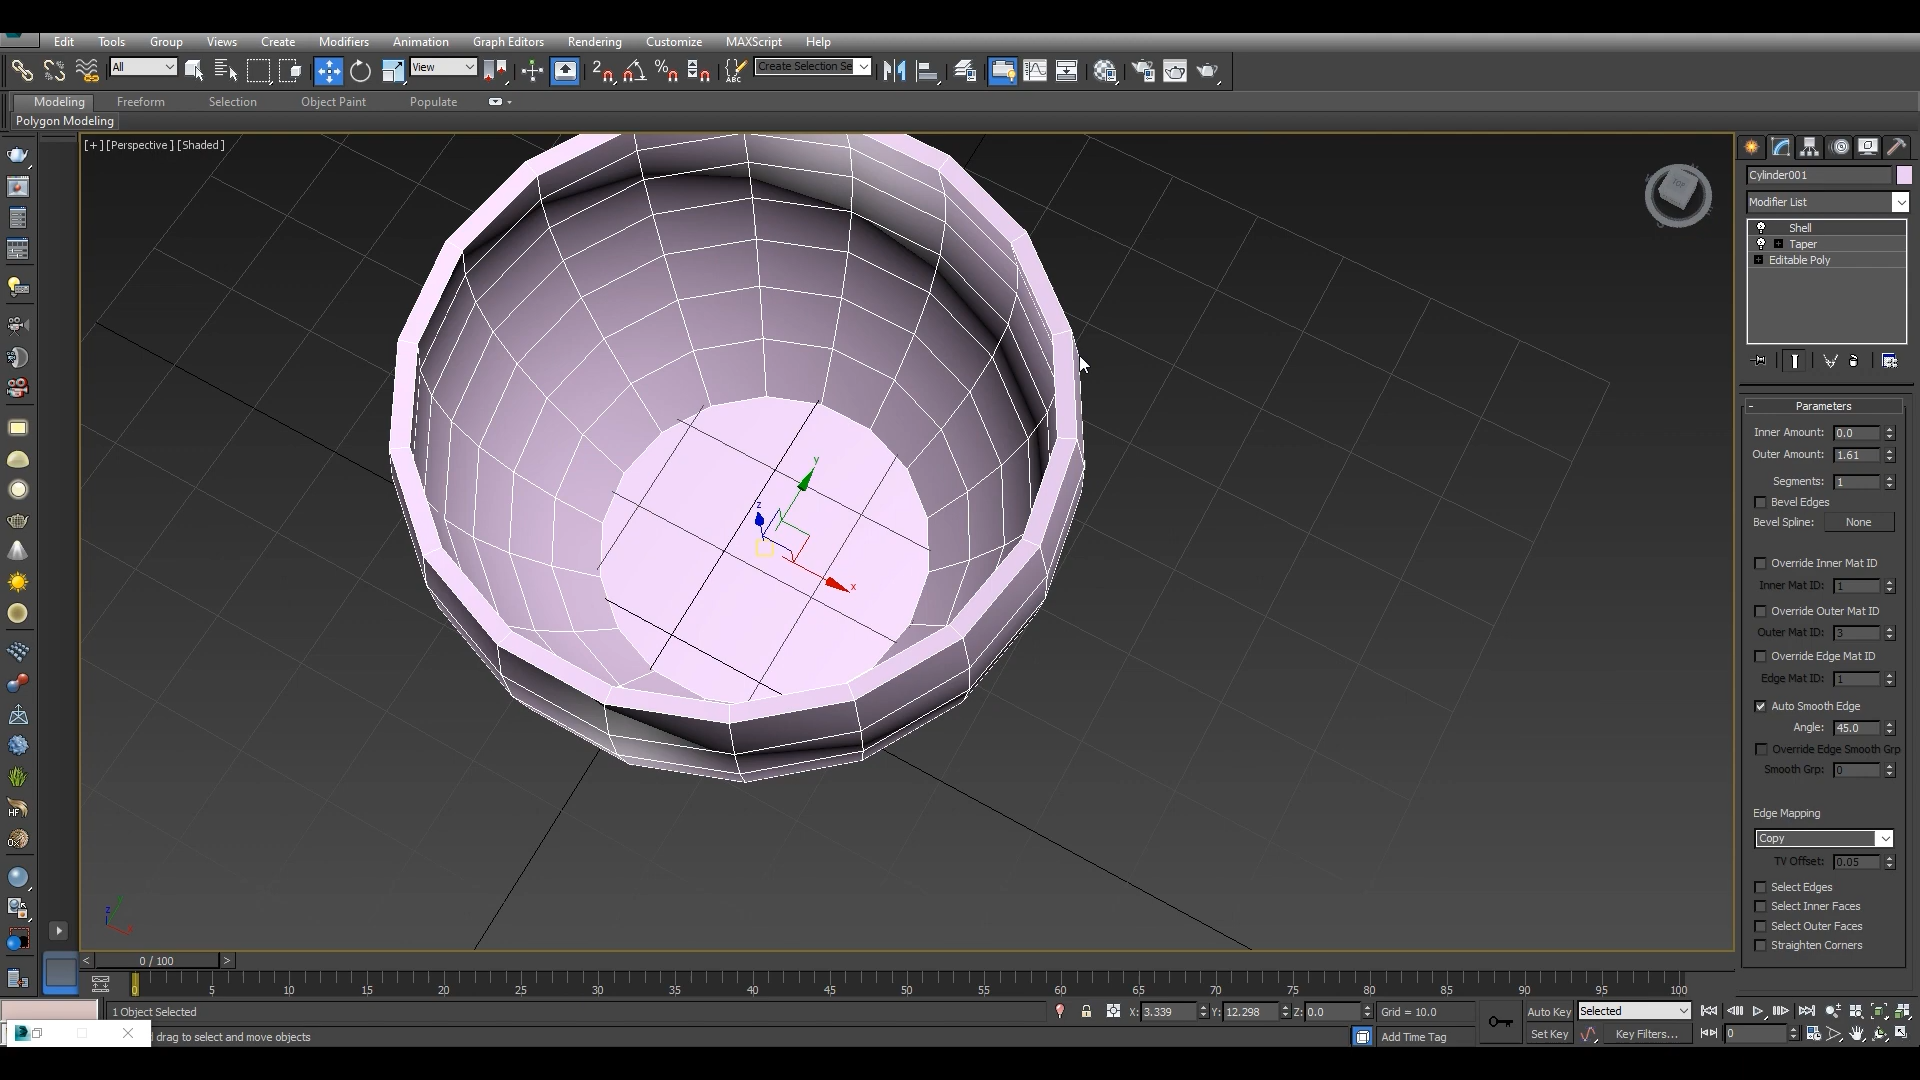 Edit Tools Group Views Create Modifiers Animation Graph Editors Rendering Customize MAXScript Help
All View Create Selection Se
Modeling Freeform Selection Object Paint Populate
Polygon Modeling
[+] [Perspective] [Shaded]
Cylinder001
Modifier List
Shell
Taper
Editable Poly
Parameters
Inner Amount: 0.0
Outer Amount: 1.61
Segments: 1
Bevel Edges
Bevel Spline: None
Override Inner Mat ID
Inner Mat ID: 1
Override Outer Mat ID
Outer Mat ID: 3
Override Edge Mat ID
Edge Mat ID: 1
Auto Smooth Edge
Angle: 45.0
Override Edge Smooth Grp
Smooth Grp: 0
Edge Mapping
Copy
TV Offset: 0.05
Select Edges
Select Inner Faces
Select Outer Faces
Straighten Corners
y
z
x
z
< 0 / 100 >
0 5 10 15 20 25 30 35 40 45 50 55 60 65 70 75 80 85 90 95 100
1 Object Selected X: 3.339 Y: 12.298 Z: 0.0 Grid = 10.0 Auto Key Selected
drag to select and move objects Add Time Tag Set Key Key Filters... 0